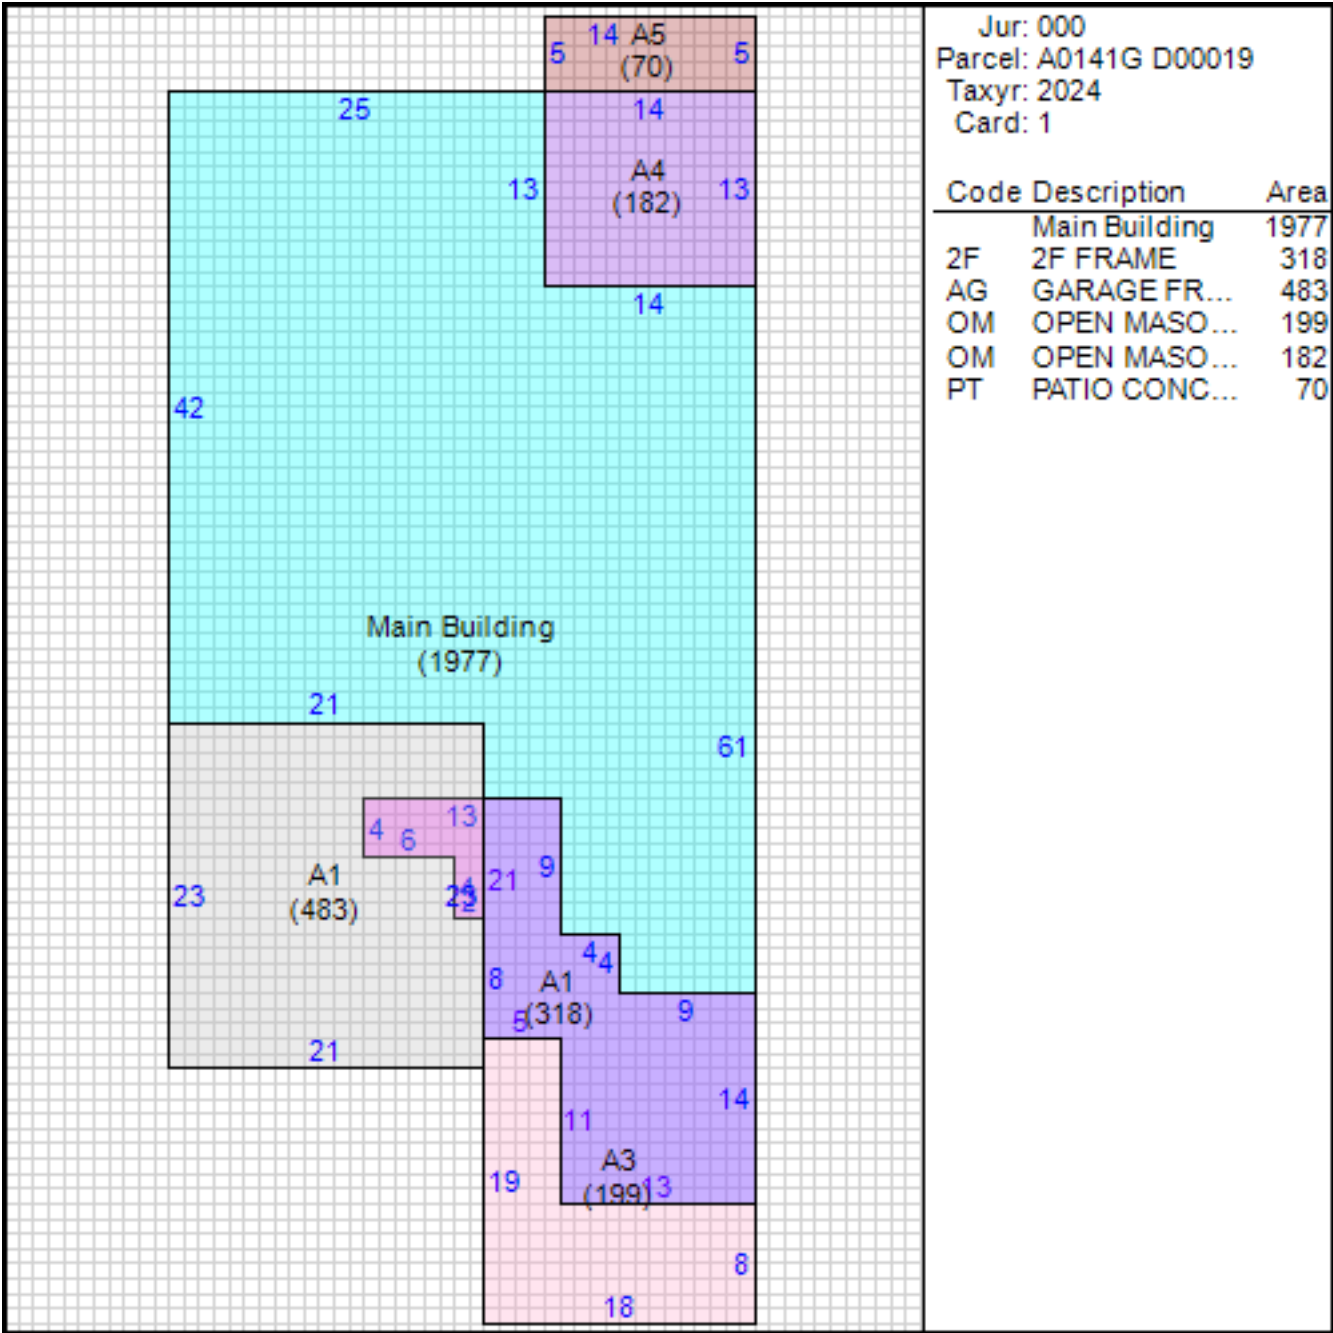 14 A5
5 (70) 5
25
14
A4
13 (182) 13
14
42
Main Building
(1977)
21
61
13
4 6
9
21
A1
23 (483)
4
4
8 A1
5 (318)
9
21
14
11
A3
19
(199) 13
8
18
Jur: 000
Parcel: A0141G D00019
Taxyr: 2024
Card: 1
Code Description Area
Main Building 1977
2F 2F FRAME 318
AG GARAGE FR... 483
OM OPEN MASO... 199
OM OPEN MASO... 182
PT PATIO CONC... 70